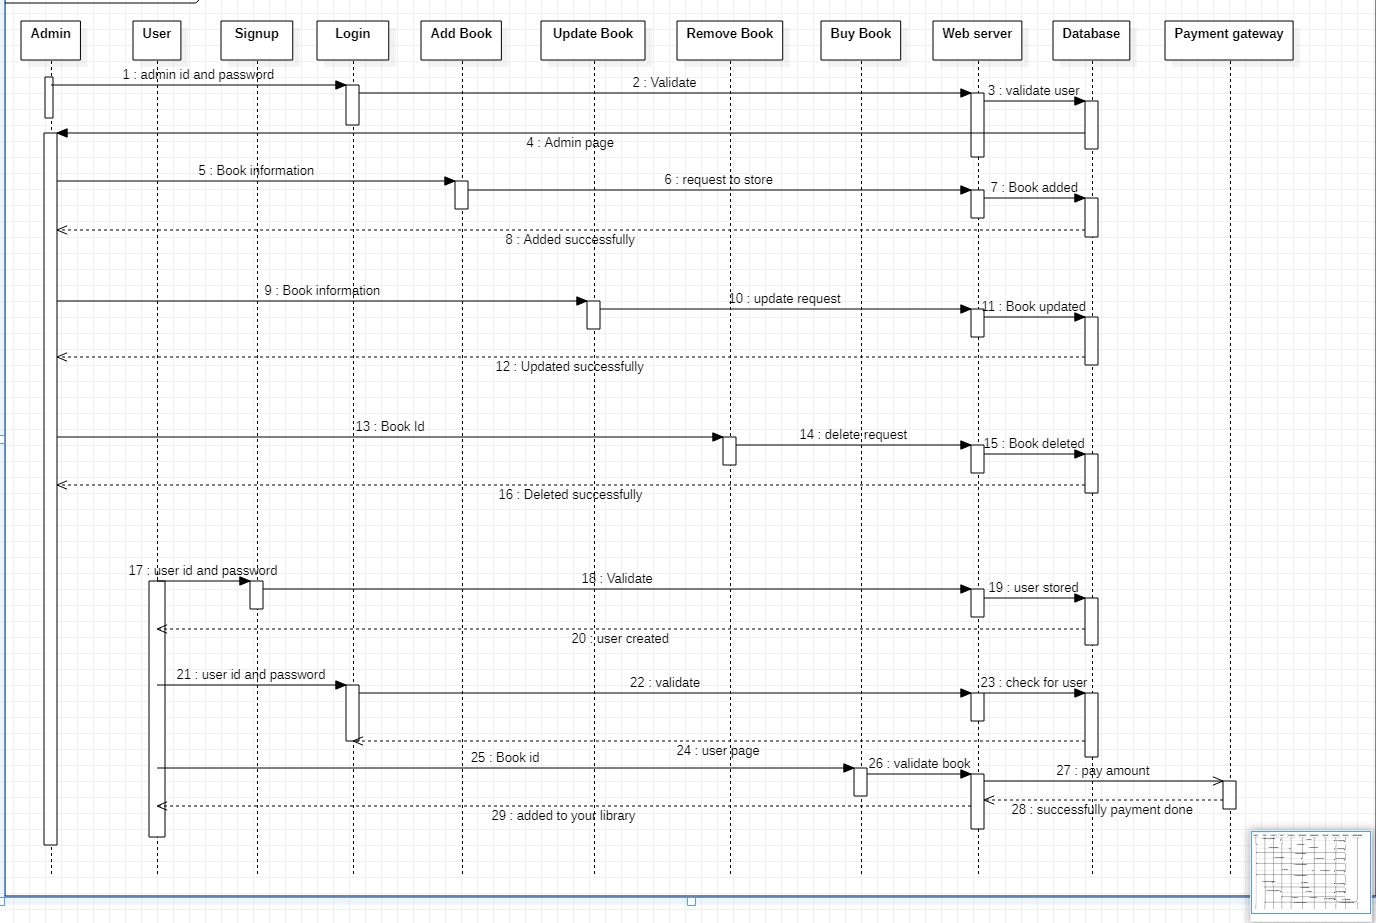 Admin
User
Signup
Login
Add Book
Update Book
Remove Book
Buy Book
Web server
Database
Payment gateway
1 : admin id and password
2 : Validate
3 : validate user
4 : Admin page
5 : Book information
6 : request to store
7 : Book added
8 : Added successfully
9 : Book information
10 : update request
11 : Book updated
12 : Updated successfully
13 : Book Id
14 : delete request
15 : Book deleted
16 : Deleted successfully
17 : user id and password
18 : Validate
19 : user stored
20 : user created
21 : user id and password
22 : validate
23 : check for user
24 : user page
25 : Book id
26 : validate book
27 : pay amount
28 : successfully payment done
29 : added to your library